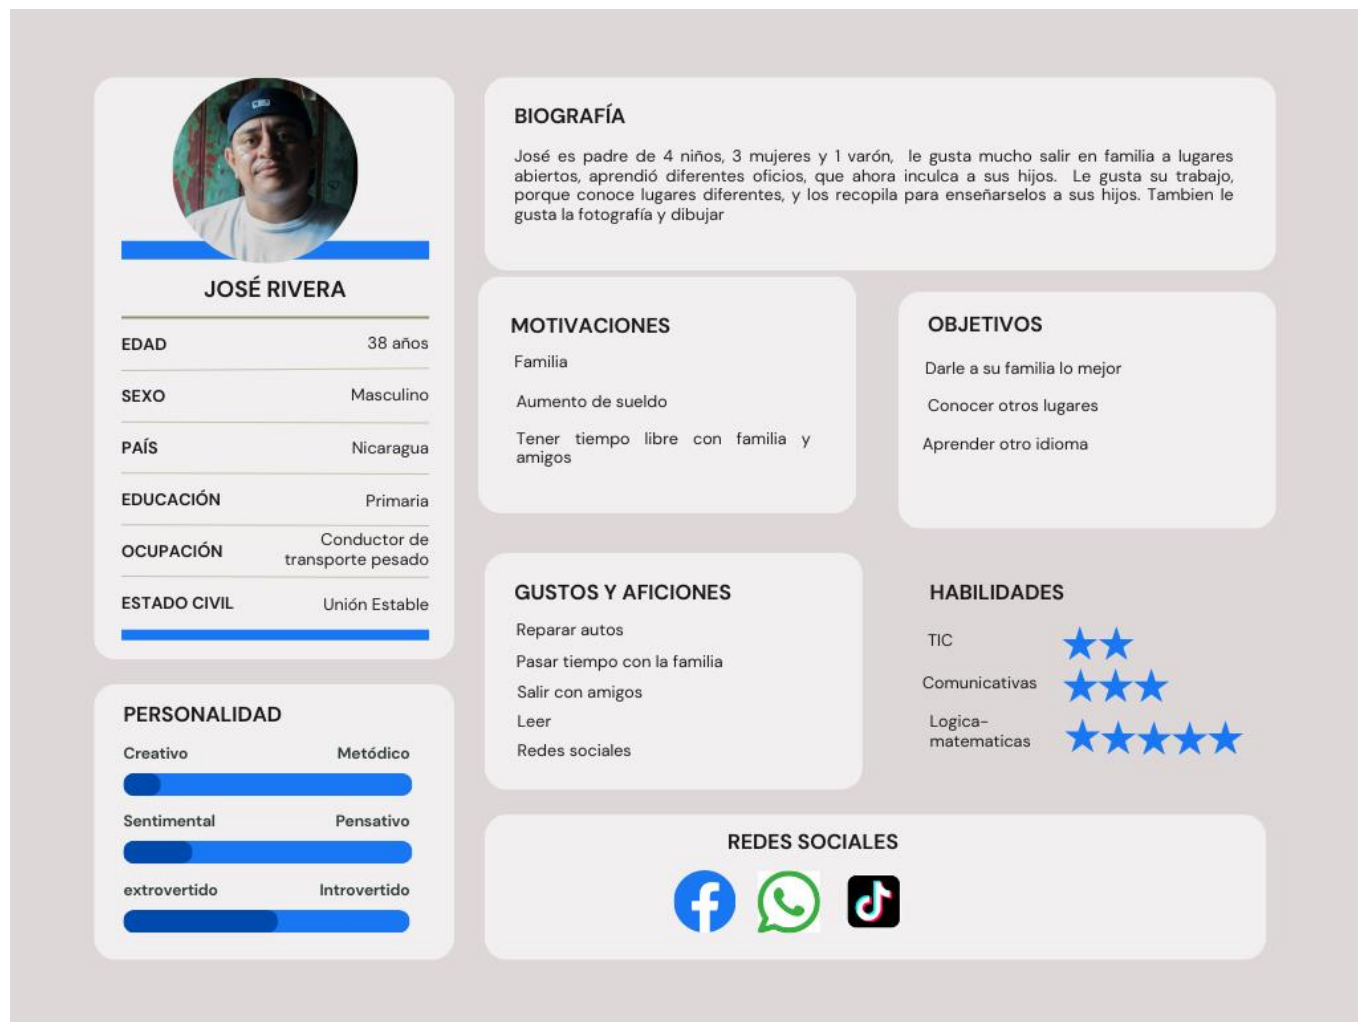 JOSÉ RIVERA
EDAD 38 años
SEXO Masculino
PAÍS Nicaragua
EDUCACIÓN Primaria
OCUPACIÓN Conductor de
transporte pesado
ESTADO CIVIL Unión Estable
PERSONALIDAD
Creativo Metódico
Sentimental Pensativo
extrovertido Introvertido
BIOGRAFÍA
José es padre de 4 niños, 3 mujeres y 1 varón, le gusta mucho salir en familia a lugares
abiertos, aprendió diferentes oficios, que ahora inculca a sus hijos. Le gusta su trabajo,
porque conoce lugares diferentes, y los recopila para enseñarselos a sus hijos. Tambien le
gusta la fotografía y dibujar
MOTIVACIONES
Familia
Aumento de sueldo
Tener tiempo libre con familia y
amigos
OBJETIVOS
Darle a su familia lo mejor
Conocer otros lugares
Aprender otro idioma
GUSTOS Y AFICIONES
Reparar autos
Pasar tiempo con la familia
Salir con amigos
Leer
Redes sociales
HABILIDADES
TIC
Comunicativas
Logica-
matematicas
REDES SOCIALES